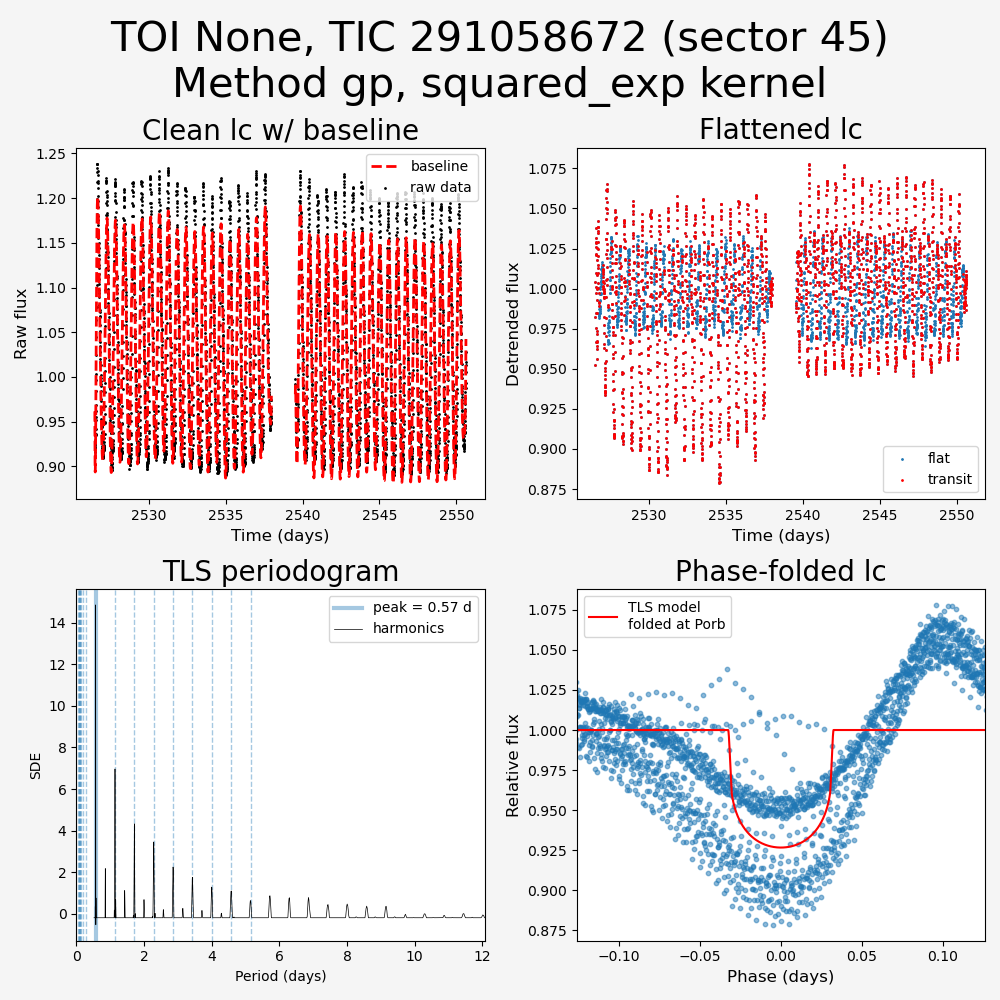 TOI None, TIC 291058672 (sector 45)
Method gp, squared_exp kernel
Clean lc w/ baseline
Flattened lc
1.25
1.20
1.15
1.10
1.05
1.00
0.95
0.90
Raw flux
baseline
raw data
2530
2535
2540
2545
2550
Time (days)
1.075
1.050
1.025
1.000
0.975
0.950
0.925
0.900
0.875
Detrended flux
flat
transit
2530
2535
2540
2545
2550
Time (days)
TLS periodogram
Phase-folded lc
14
12
10
8
6
4
2
0
SDE
peak = 0.57 d
harmonics
0
2
4
6
8
10
12
Period (days)
1.075
1.050
1.025
1.000
0.975
0.950
0.925
0.900
0.875
Relative flux
TLS model
folded at Porb
−0.10
−0.05
0.00
0.05
0.10
Phase (days)